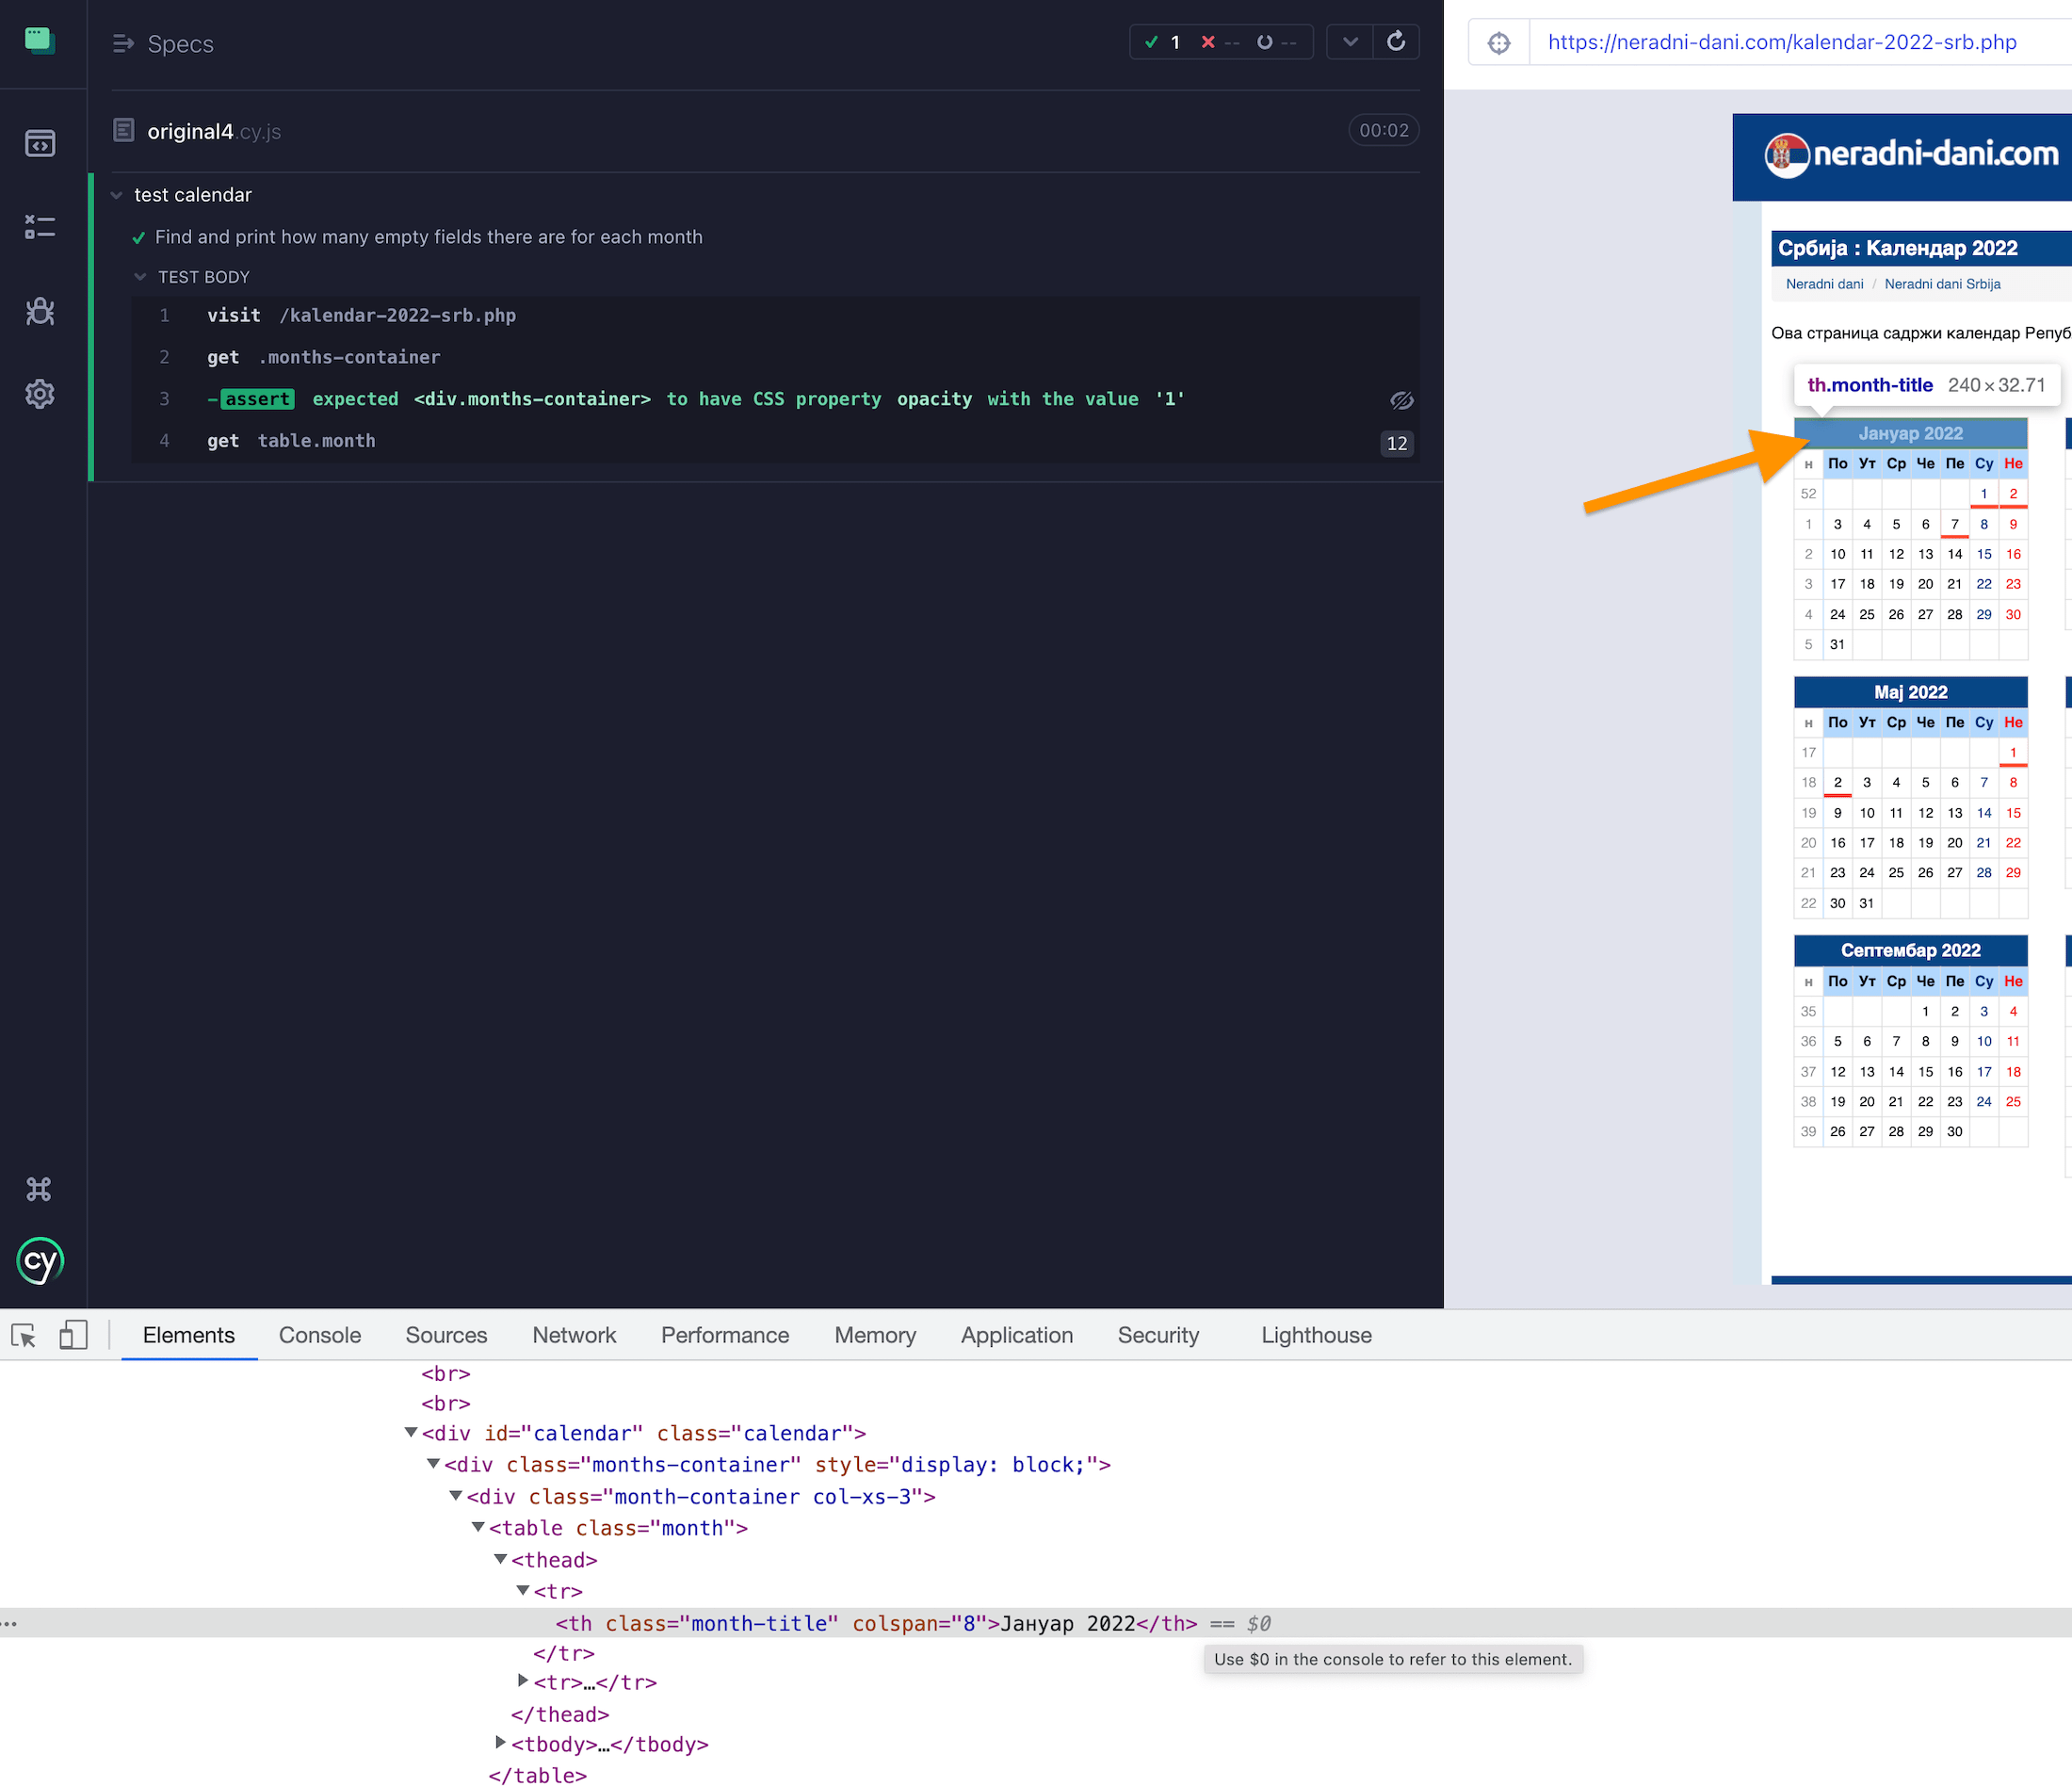 Specs
1 -- --
original4.cy.js
00:02
test calendar
Find and print how many empty fields there are for each month
TEST BODY
1 visit /kalendar-2022-srb.php
2 get .months-container
3 -assert expected <div.months-container> to have CSS property opacity with the value '1'
4 get table.month 12
cy
https://neradni-dani.com/kalendar-2022-srb.php
neradni-dani.com
Србија : Календар 2022
Neradni dani / Neradni dani Srbija
Ова страница садржи календар Репуб
th.month-title 240×32.71
Јануар 2022
н По Ут Ср Че Пе Су Не
52 1 2
1 3 4 5 6 7 8 9
2 10 11 12 13 14 15 16
3 17 18 19 20 21 22 23
4 24 25 26 27 28 29 30
5 31
Мај 2022
н По Ут Ср Че Пе Су Не
17 1
18 2 3 4 5 6 7 8
19 9 10 11 12 13 14 15
20 16 17 18 19 20 21 22
21 23 24 25 26 27 28 29
22 30 31
Септембар 2022
н По Ут Ср Че Пе Су Не
35 1 2 3 4
36 5 6 7 8 9 10 11
37 12 13 14 15 16 17 18
38 19 20 21 22 23 24 25
39 26 27 28 29 30
Elements Console Sources Network Performance Memory Application Security Lighthouse
<br>
<br>
<div id="calendar" class="calendar">
<div class="months-container" style="display: block;">
<div class="month-container col-xs-3">
<table class="month">
<thead>
<tr>
... <th class="month-title" colspan="8">Јануар 2022</th> == $0
</tr>
Use $0 in the console to refer to this element.
<tr>…</tr>
</thead>
<tbody>…</tbody>
</table>